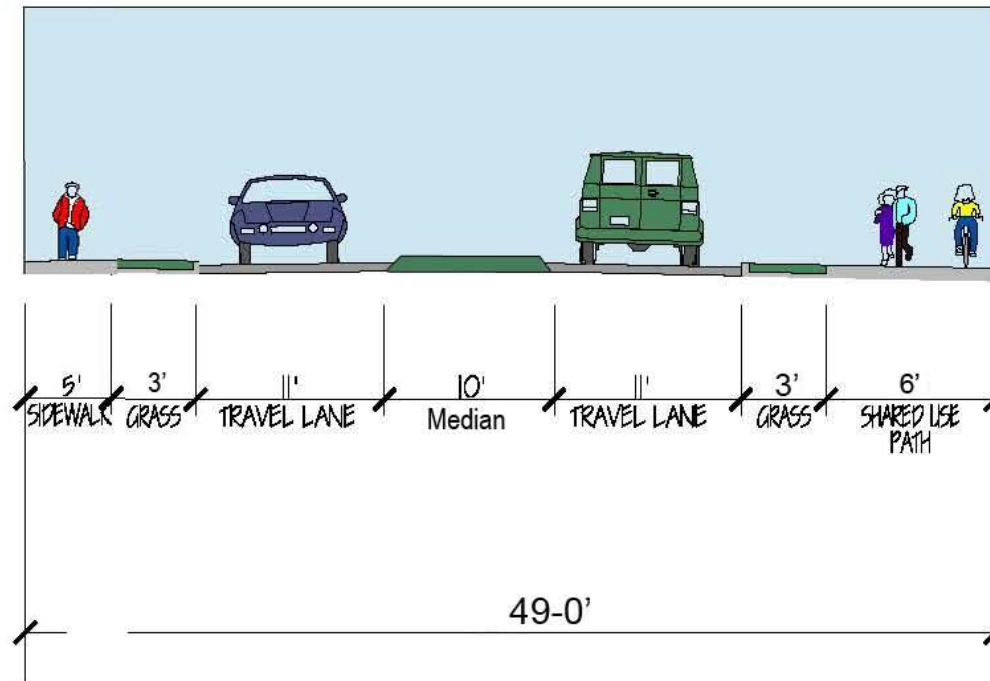 5'
SIDEWALK
3'
GRASS
11'
TRAVEL LANE
10'
Median
11'
TRAVEL LANE
3'
GRASS
6'
SHARED USE
PATH
49-0'